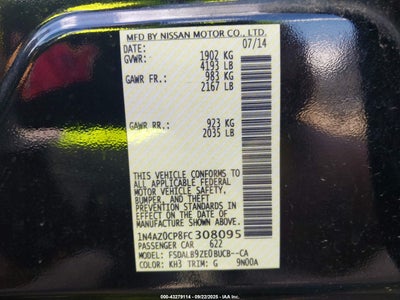 MFD BY NISSAN MOTOR CO., LTD.
DATE: 07/14
GVWR: 1902 KG
4193 LB
GAWR FR.: 983 KG
2167 LB
GAWR RR.: 923 KG
2035 LB
THIS VEHICLE CONFORMS TO ALL
APPLICABLE FEDERAL MOTOR
VEHICLE SAFETY,
BUMPER, AND THEFT
PREVENTION STANDARDS
IN EFFECT ON THE DATE OF
MANUFACTURE SHOWN ABOVE.
1N4AZ0CP8FC308095
PASSENGER CAR 622
MODEL: FSDALB9ZE0BUCB--CA
COLOR: KH3 TRIM: G 9N00A
000-43279114 - 09/22/2025 - IAA Inc.